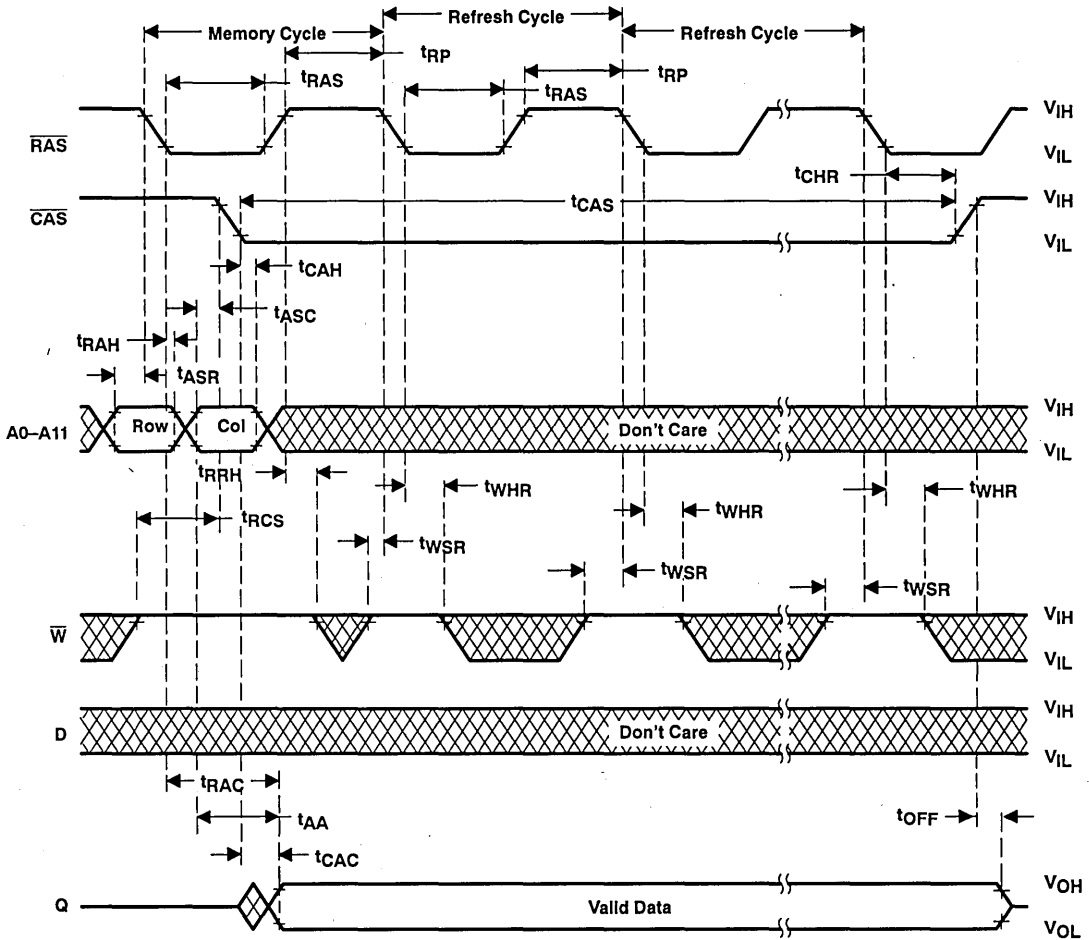 Memory Cycle
Refresh Cycle
Refresh Cycle
tRP
tRP
tRAS
tRAS
RAS
VIH
VIL
tCHR
CAS
tCAS
VIH
VIL
tCAH
tASC
tRAH
tASR
A0–A11
Row
Col
Don't Care
VIH
VIL
tRRH
tWHR
tWHR
tWHR
tRCS
tWSR
tWSR
tWSR
W
VIH
VIL
D
Don't Care
VIH
VIL
tRAC
tAA
tOFF
tCAC
Q
Valid Data
VOH
VOL